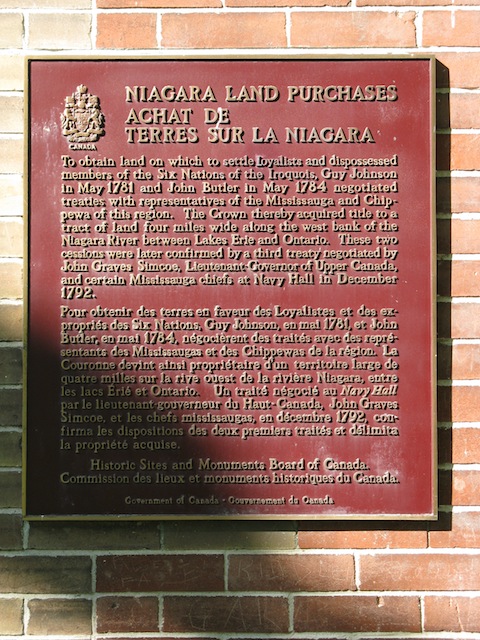 NIAGARA LAND PURCHASES
ACHAT DE
TERRES SUR LA NIAGARA
CANADA
To obtain land on which to settle Loyalists and dispossessed
members of the Six Nations of the Iroquois, Guy Johnson
in May 1781 and John Butler in May 1784 negotiated
treaties with representatives of the Mississauga and Chip-
pewa of this region. The Crown thereby acquired title to a
tract of land four miles wide along the west bank of the
Niagara River between Lakes Erie and Ontario. These two
cessions were later confirmed by a third treaty negotiated by
John Graves Simcoe, Lieutenant-Governor of Upper Canada,
and certain Mississauga chiefs at Navy Hall in December
1792.
Pour obtenir des terres en faveur des Loyalistes et des ex-
propriés des Six Nations, Guy Johnson, en mai 1781, et John
Butler, en mai 1784, négocièrent des traités avec des repré-
sentants des Mississaugas et des Chippewas de la région. La
Couronne devint ainsi propriétaire d'un territoire large de
quatre milles sur la rive ouest de la rivière Niagara, entre
les lacs Érié et Ontario. Un traité négocié au Navy Hall
par le lieutenant-gouverneur du Haut-Canada, John Graves
Simcoe, et les chefs mississaugas, en décembre 1792, con-
firma les dispositions des deux premiers traités et délimita
la propriété acquise.
Historic Sites and Monuments Board of Canada.
Commission des lieux et monuments historiques du Canada.
Government of Canada - Gouvernement du Canada